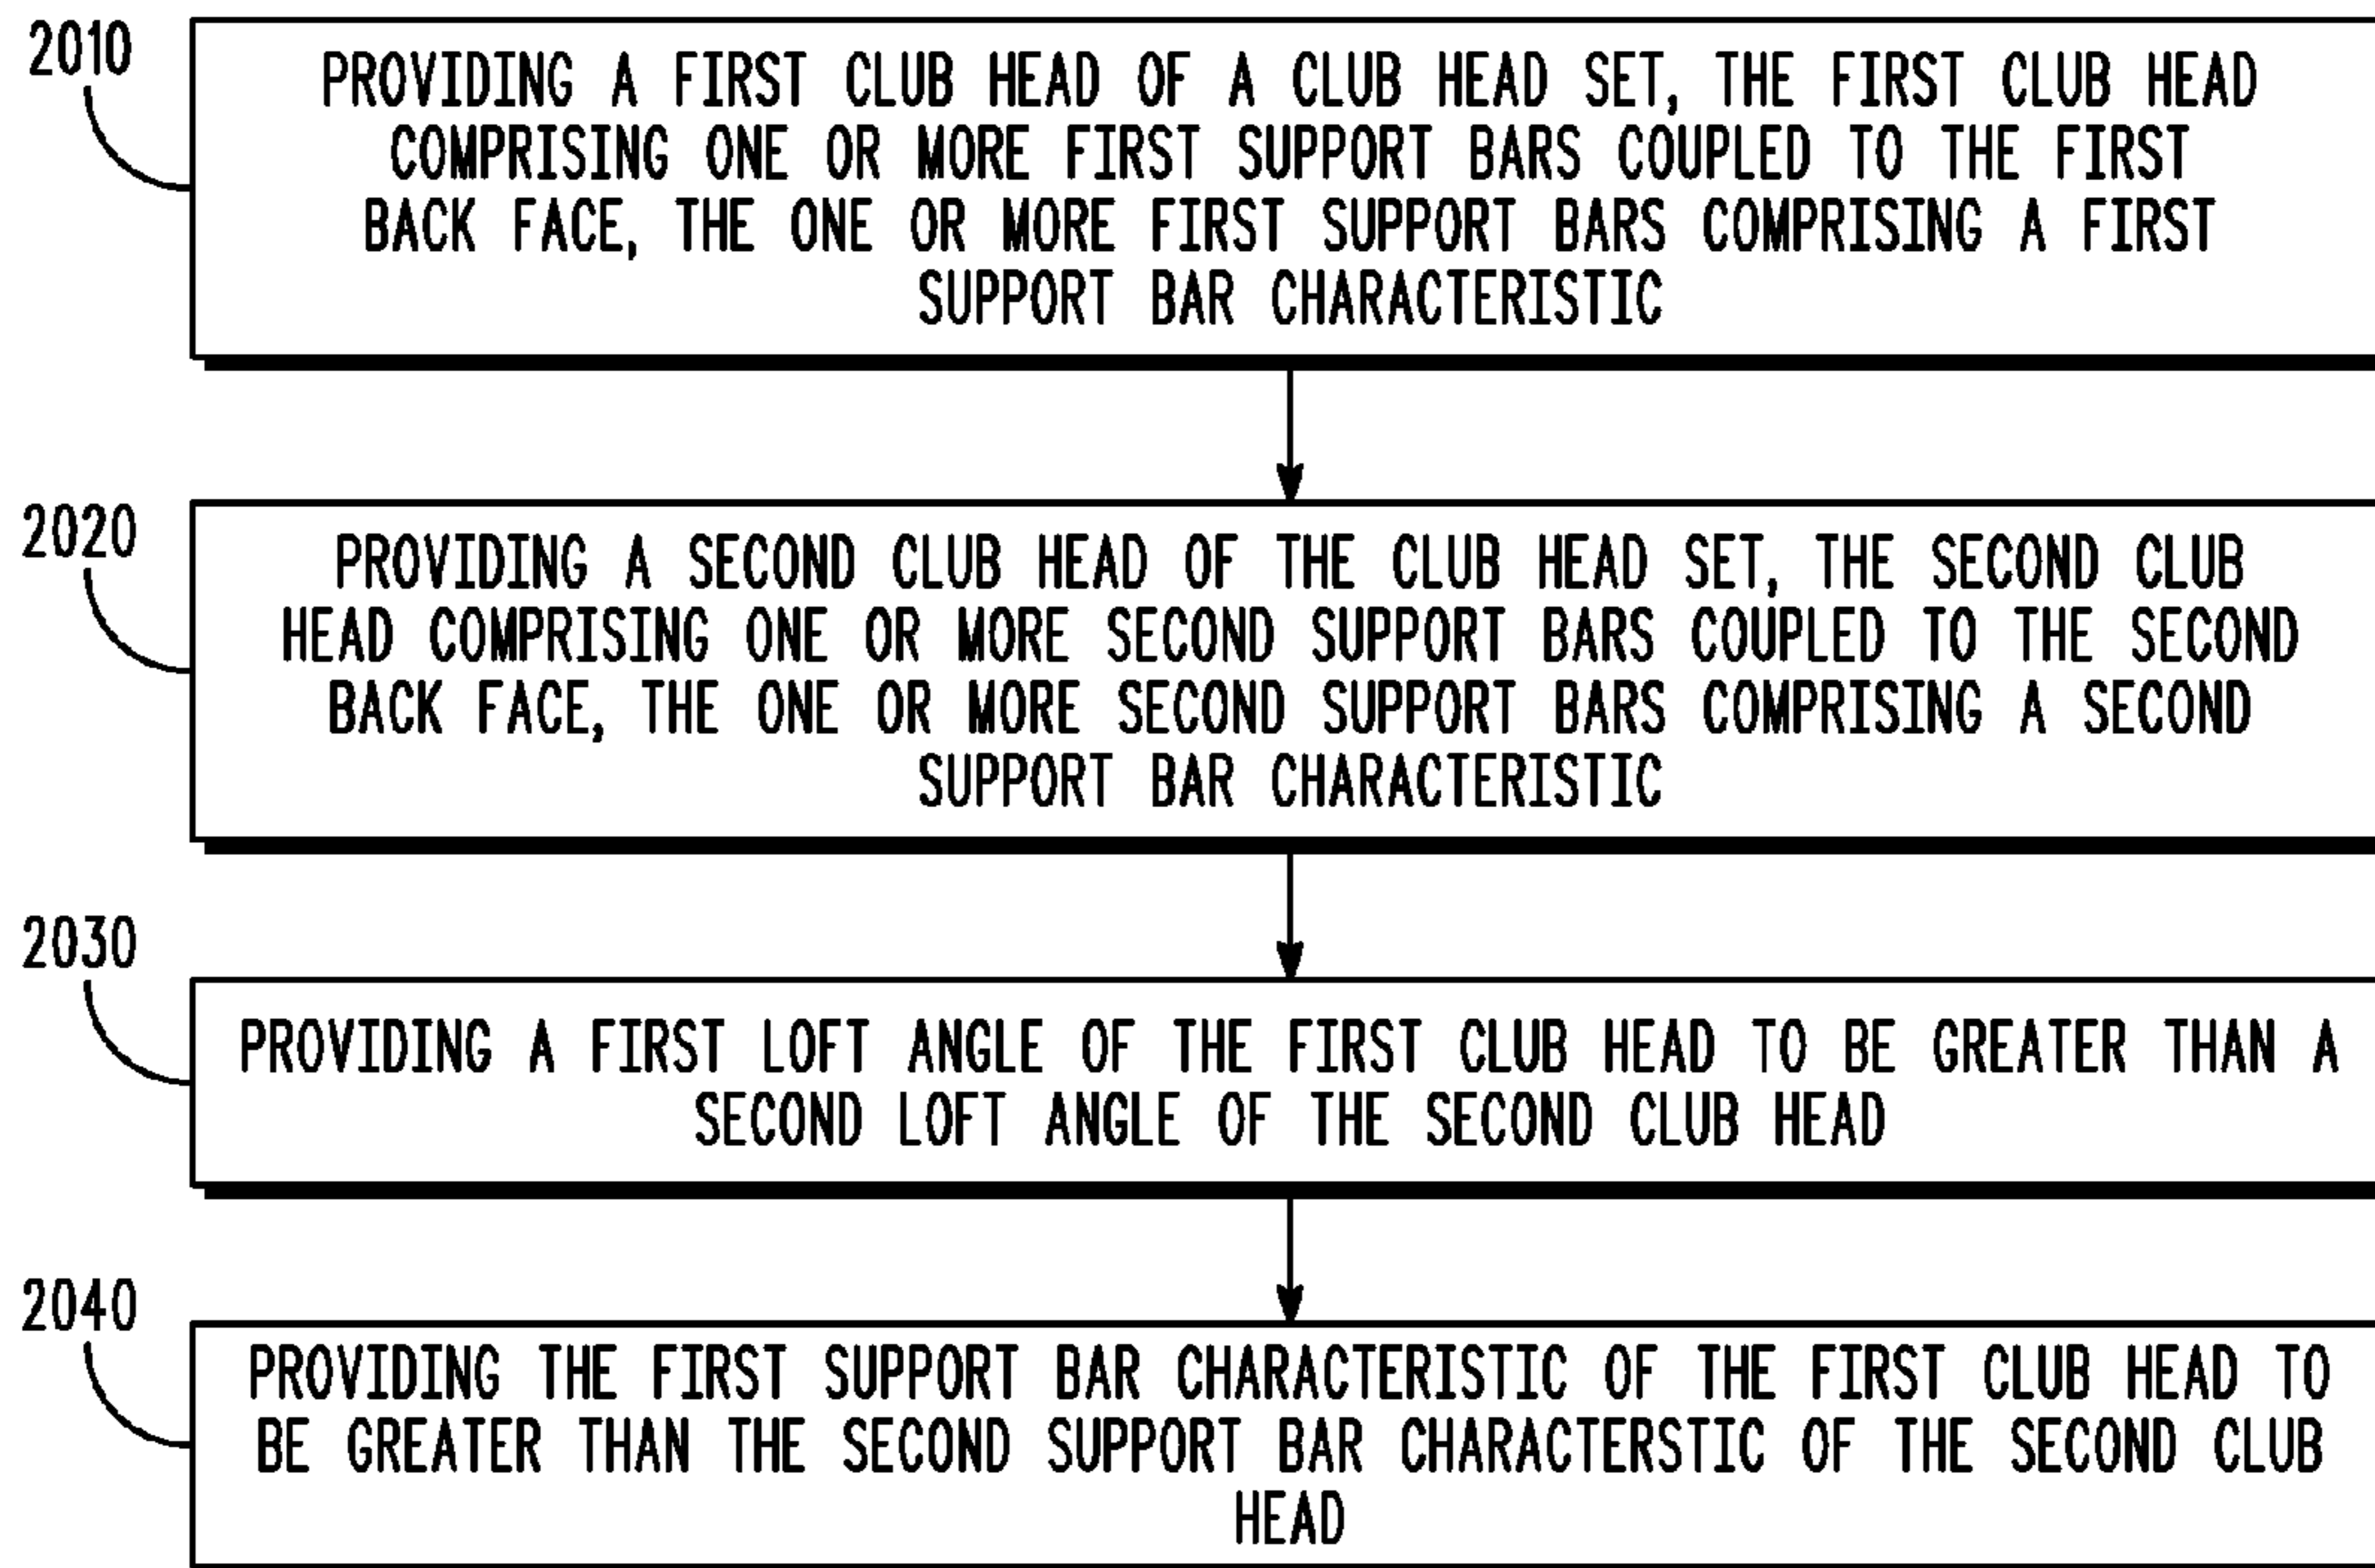 2010
PROVIDING A FIRST CLUB HEAD OF A CLUB HEAD SET, THE FIRST CLUB HEAD
COMPRISING ONE OR MORE FIRST SUPPORT BARS COUPLED TO THE FIRST
BACK FACE, THE ONE OR MORE FIRST SUPPORT BARS COMPRISING A FIRST
SUPPORT BAR CHARACTERISTIC
2020
PROVIDING A SECOND CLUB HEAD OF THE CLUB HEAD SET, THE SECOND CLUB
HEAD COMPRISING ONE OR MORE SECOND SUPPORT BARS COUPLED TO THE SECOND
BACK FACE, THE ONE OR MORE SECOND SUPPORT BARS COMPRISING A SECOND
SUPPORT BAR CHARACTERISTIC
2030
PROVIDING A FIRST LOFT ANGLE OF THE FIRST CLUB HEAD TO BE GREATER THAN A
SECOND LOFT ANGLE OF THE SECOND CLUB HEAD
2040
PROVIDING THE FIRST SUPPORT BAR CHARACTERISTIC OF THE FIRST CLUB HEAD TO
BE GREATER THAN THE SECOND SUPPORT BAR CHARACTERSTIC OF THE SECOND CLUB
HEAD